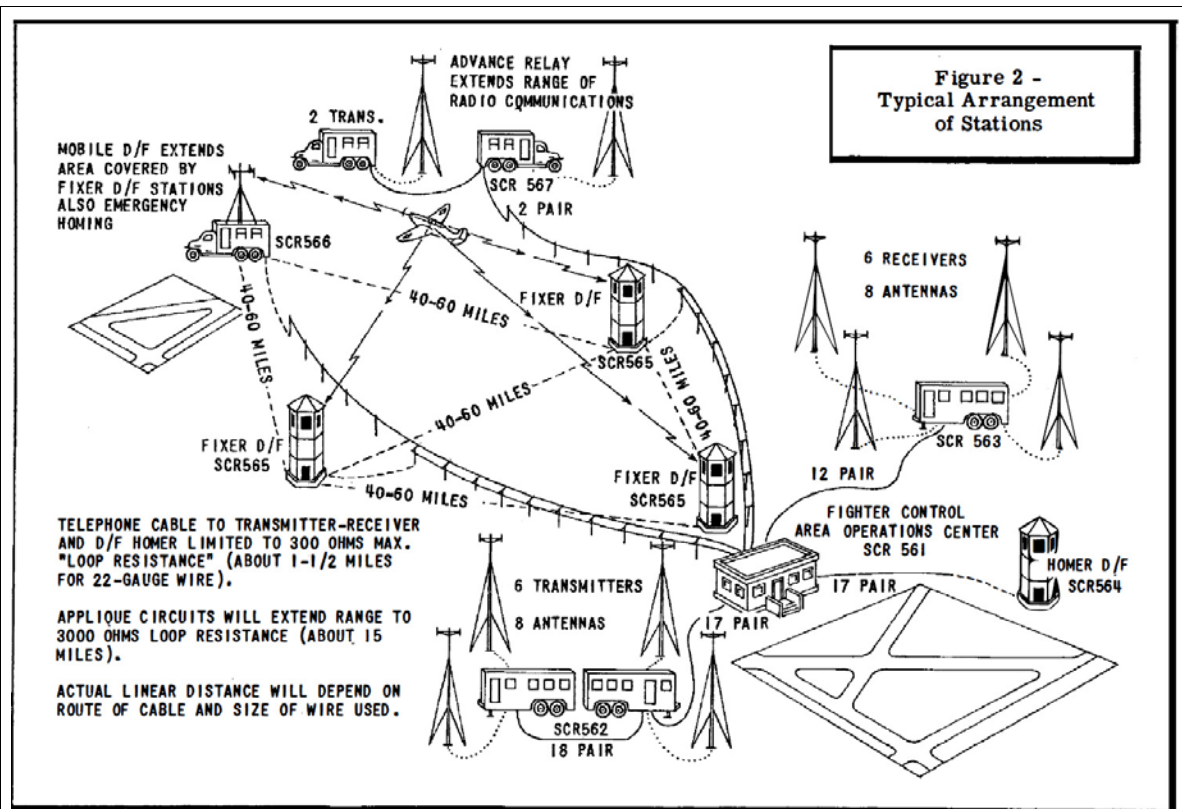 Figure 2 -
Typical Arrangement
of Stations
ADVANCE RELAY
EXTENDS RANGE OF
RADIO COMMUNICATIONS
2 TRANS.
SCR 567
2 PAIR
MOBILE D/F EXTENDS
AREA COVERED BY
FIXER D/F STATIONS
ALSO EMERGENCY
HOMING
SCR566
40-60 MILES
40-60 MILES
FIXER D/F
SCR565
40-60 MILES
40-60 MILES
FIXER D/F
SCR565
40-60 MILES
FIXER D/F
SCR565
6 RECEIVERS
8 ANTENNAS
SCR 563
12 PAIR
FIGHTER CONTROL
AREA OPERATIONS CENTER
SCR 561
HOMER D/F
SCR564
17 PAIR
17 PAIR
6 TRANSMITTERS
8 ANTENNAS
SCR562
18 PAIR
TELEPHONE CABLE TO TRANSMITTER-RECEIVER
AND D/F HOMER LIMITED TO 300 OHMS MAX.
"LOOP RESISTANCE" (ABOUT 1-1/2 MILES
FOR 22-GAUGE WIRE).
APPLIQUE CIRCUITS WILL EXTEND RANGE TO
3000 OHMS LOOP RESISTANCE (ABOUT 15
MILES).
ACTUAL LINEAR DISTANCE WILL DEPEND ON
ROUTE OF CABLE AND SIZE OF WIRE USED.